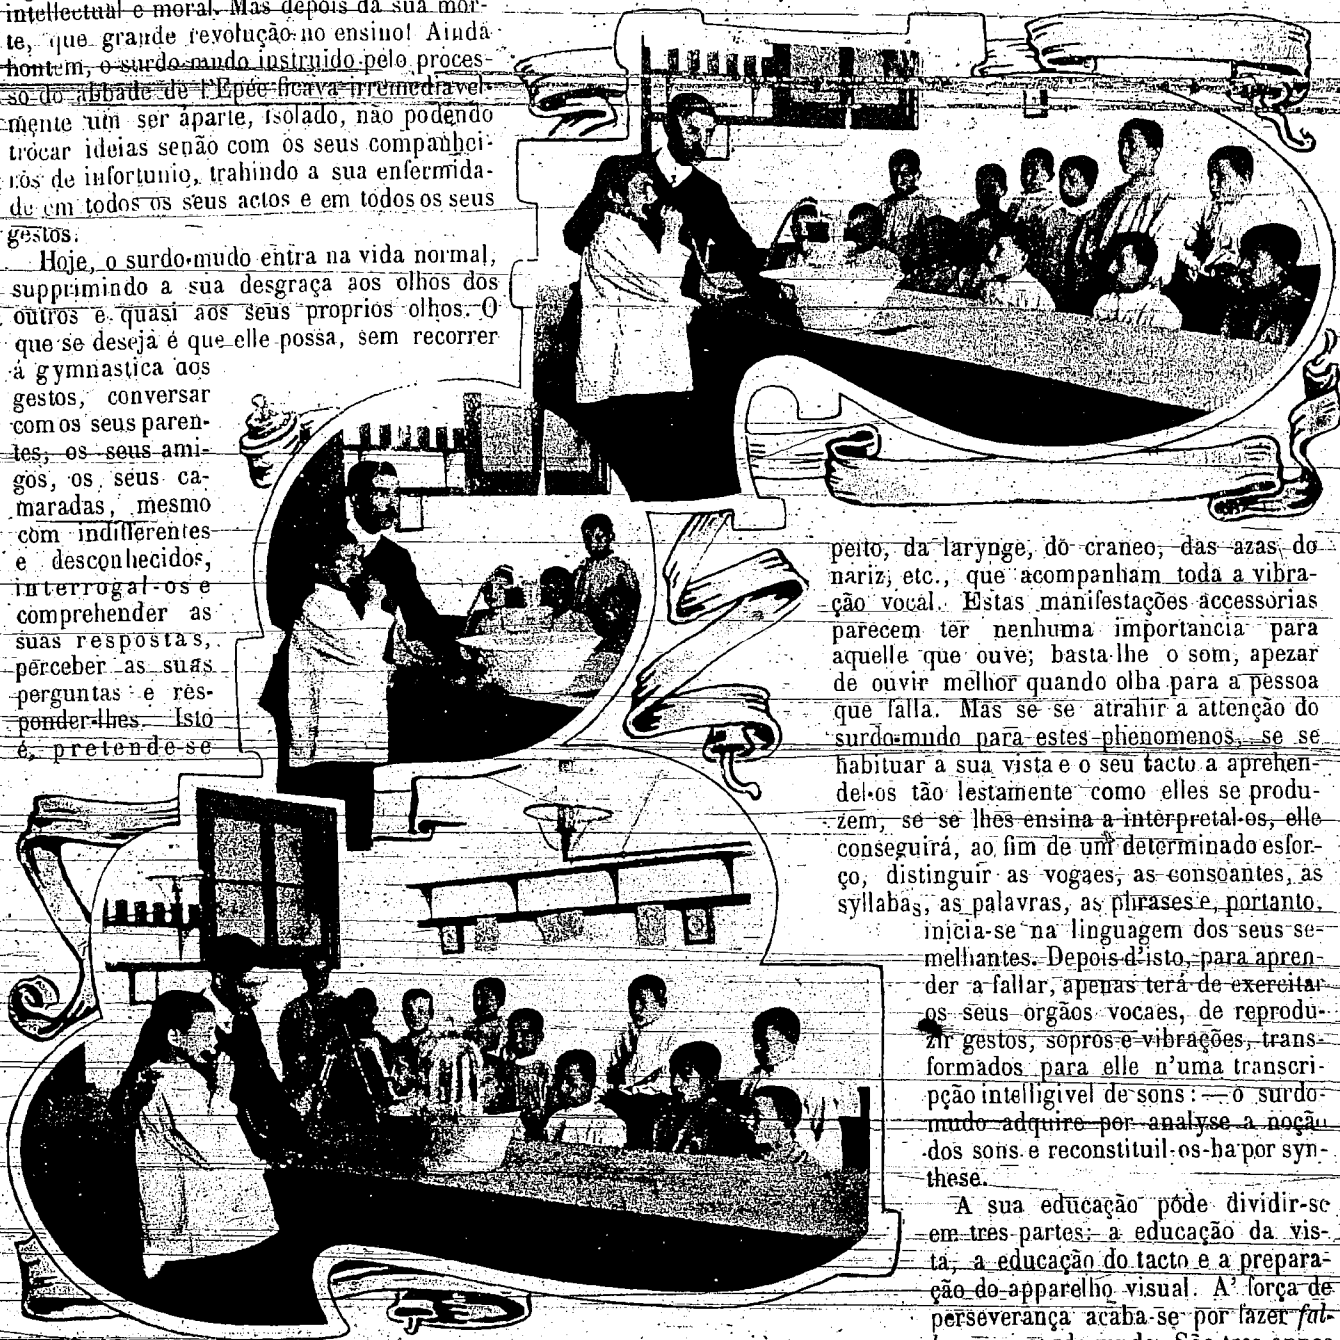 intellectual e moral. Mas depois da sua mor-
te, que grande revolução no ensino! Ainda
hontem, o surdo-mudo instruido pelo proces-
so do abbade de l'Epée ficava irremediavel-
mente um ser áparte, isolado, não podendo
trocar ideias senão com os seus companhei-
ros de infortunio, trahindo a sua enfermida-
de em todos os seus actos e em todos os seus
gestos.
Hoje, o surdo-mudo entra na vida normal,
supprimindo a sua desgraça aos olhos dos
outros e quasi aos seus proprios olhos. O
que se deseja é que elle possa, sem recorrer
á gymnastica dos
gestos, conversar
com os seus paren-
tes, os seus ami-
gos, os seus ca-
maradas, mesmo
com indifferentes
e desconhecidos,
interrogal-os e
comprehender as
suas respostas,
perceber as suas
perguntas e res-
ponder-lhes. Isto
é, pretende-se
peito, da larynge, do craneo, das azas do
nariz, etc., que acompanham toda a vibra-
ção vocal. Estas manifestações accessorias
parecem ter nenhuma importancia para
aquelle que ouve; basta-lhe o som, apezar
de ouvir melhor quando olha para a pessoa
que falla. Mas se se atrahir a attenção do
surdo-mudo para estes phenomenos, se se
habituar a sua vista e o seu tacto a aprehen-
del-os tão lestamente como elles se produ-
zem, se se lhes ensina a interpretal-os, elle
conseguirá, ao fim de um determinado esfor-
ço, distinguir as vogaes, as consoantes, as
syllabas, as palavras, as phrases e, portanto,
inicia-se na linguagem dos seus se-
melhantes. Depois d'isto, para apren-
der a fallar, apenas terá de exercitar
os seus orgãos vocaes, de reprodu-
zir gestos, sopros e vibrações, trans-
formados para elle n'uma transcri-
pção intelligivel de sons: — o surdo-
mudo adquire por analyse a noção
dos sons e reconstituil-os-ha por syn-
these.
A sua educação póde dividir-se
em tres partes: a educação da vis-
ta, a educação do tacto e a prepara-
ção do apparelho visual. A' força de
perseverança acaba-se por fazer fal-